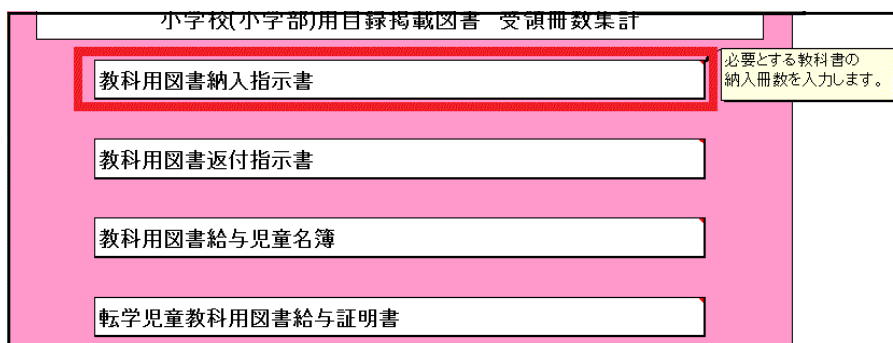 小学校(小学部)用目録掲載図書 受領冊数集計
教科用図書納入指示書
必要とする教科書の
納入冊数を入力します。
教科用図書返付指示書
教科用図書給与児童名簿
転学児童教科用図書給与証明書